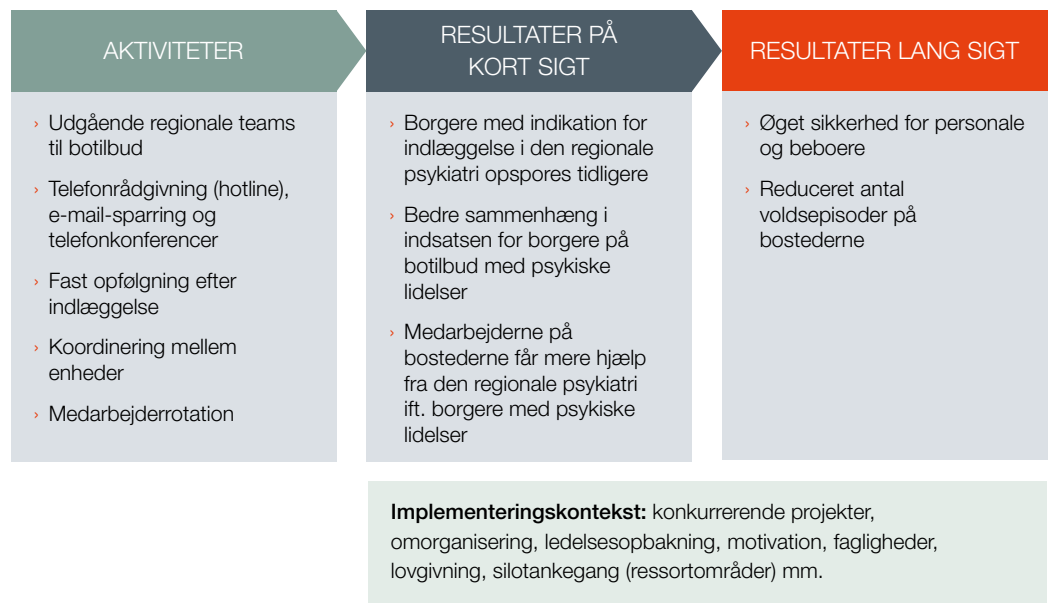 AKTIVITETER
› Udgående regionale teams
til botilbud
› Telefonrådgivning (hotline),
e-mail-sparring og
telefonkonferencer
› Fast opfølgning efter
indlæggelse
› Koordinering mellem
enheder
› Medarbejderrotation
RESULTATER PÅ
KORT SIGT
› Borgere med indikation for
indlæggelse i den regionale
psykiatri opspores tidligere
› Bedre sammenhæng i
indsatsen for borgere på
botilbud med psykiske
lidelser
› Medarbejderne på
bostederne får mere hjælp
fra den regionale psykiatri
ift. borgere med psykiske
lidelser
RESULTATER LANG SIGT
› Øget sikkerhed for personale
og beboere
› Reduceret antal
voldsepisoder på
bostederne
Implementeringskontekst: konkurrerende projekter,
omorganisering, ledelsesopbakning, motivation, fagligheder,
lovgivning, silotankegang (ressortområder) mm.